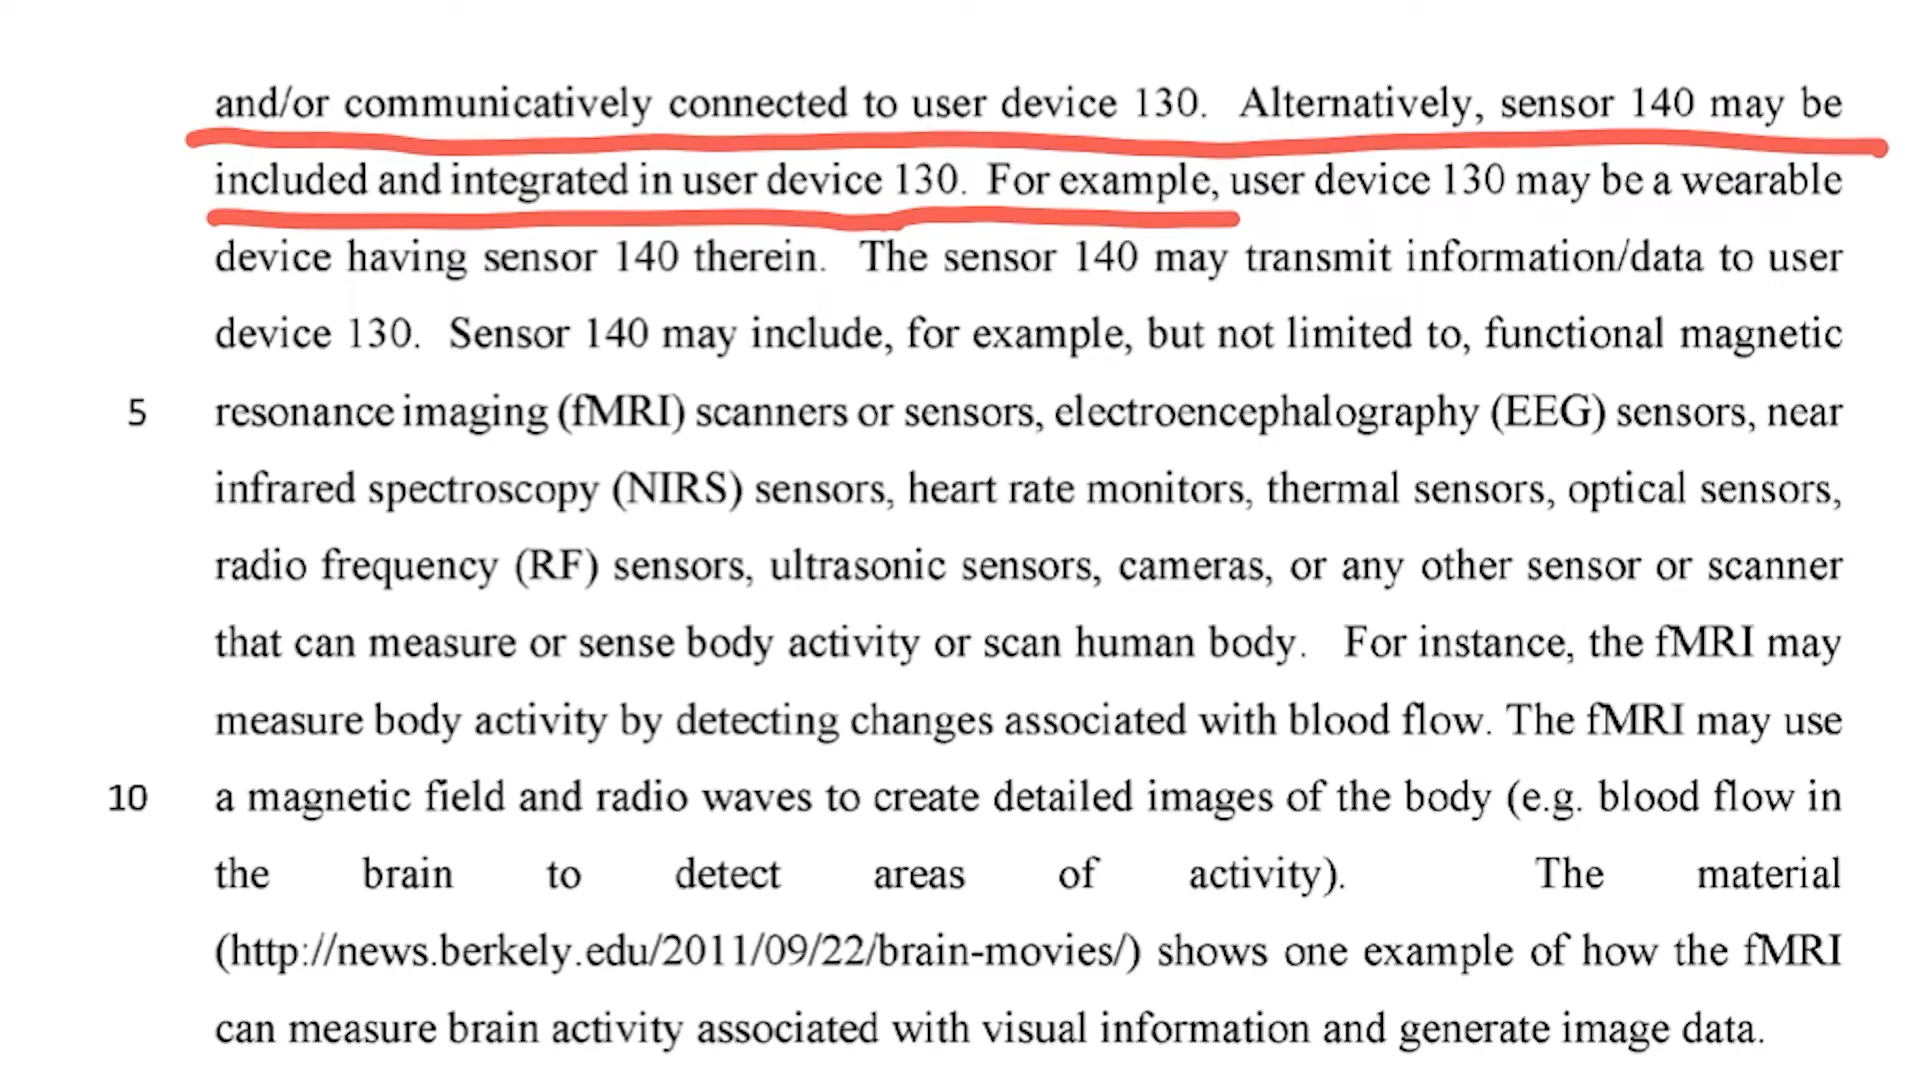 and/or communicatively connected to user device 130. Alternatively, sensor 140 may be
included and integrated in user device 130. For example, user device 130 may be a wearable
device having sensor 140 therein. The sensor 140 may transmit information/data to user
device 130. Sensor 140 may include, for example, but not limited to, functional magnetic
5 resonance imaging (fMRI) scanners or sensors, electroencephalography (EEG) sensors, near
infrared spectroscopy (NIRS) sensors, heart rate monitors, thermal sensors, optical sensors,
radio frequency (RF) sensors, ultrasonic sensors, cameras, or any other sensor or scanner
that can measure or sense body activity or scan human body. For instance, the fMRI may
measure body activity by detecting changes associated with blood flow. The fMRI may use
10 a magnetic field and radio waves to create detailed images of the body (e.g. blood flow in
the brain to detect areas of activity). The material
(http://news.berkely.edu/2011/09/22/brain-movies/) shows one example of how the fMRI
can measure brain activity associated with visual information and generate image data.